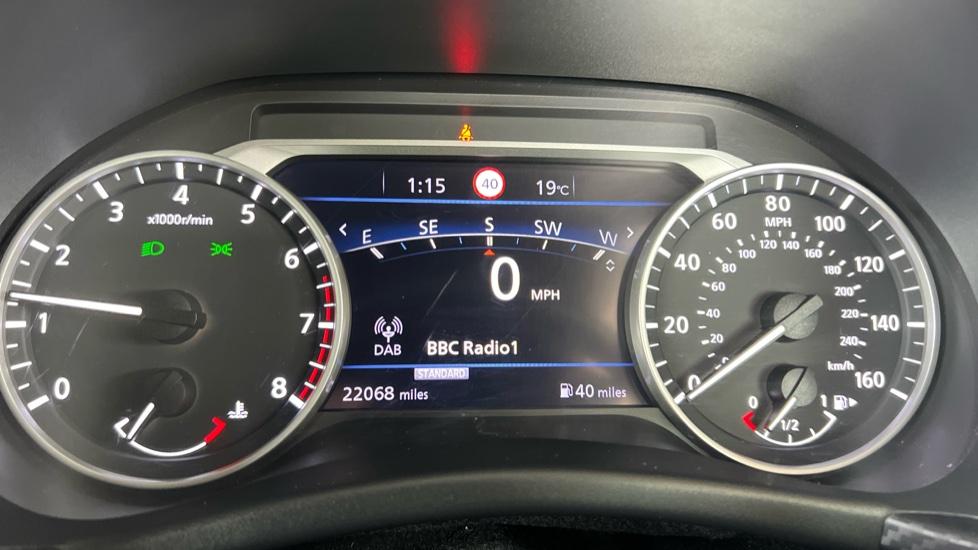 1:15 40 19°C
E SE S SW W
0 MPH
DAB BBC Radio1
STANDARD
22068 miles 40 miles
0 1 2 3 4 5 6 7 8
x1000r/min
0 20 40 60 80 100 120 140 160
MPH
20 40 60 80 100 120 140 160 180 200 220 240
km/h
0 1/2 1